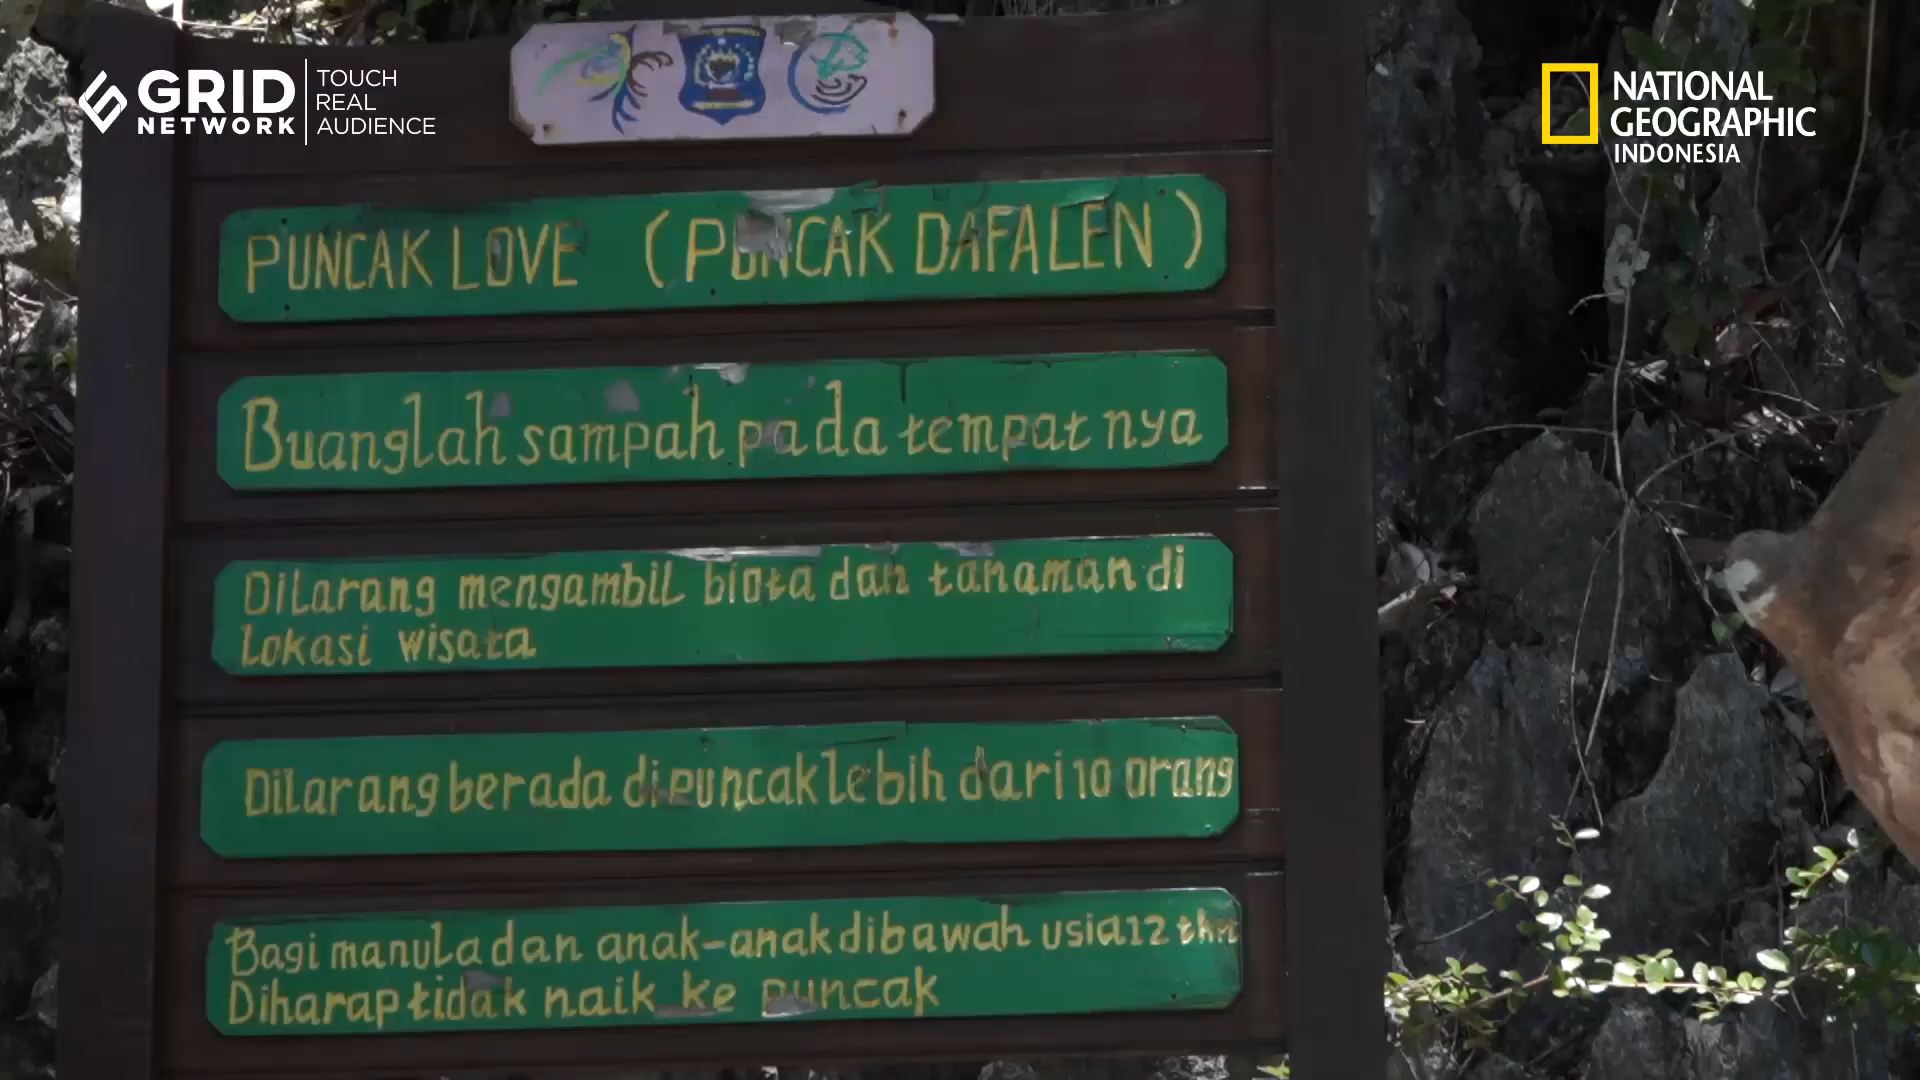 GRID
NETWORK
TOUCH
REAL
AUDIENCE
NATIONAL
GEOGRAPHIC
INDONESIA
PUNCAK LOVE (PUNCAK DAFALEN)
Buanglah sampah pada tempat nya
Dilarang mengambil biota dan tanaman di
Lokasi wisata
Dilarang berada di puncak lebih dari 10 orang
Bagi manula dan anak-anak dibawah usia 12 thn
Diharap tidak naik ke puncak